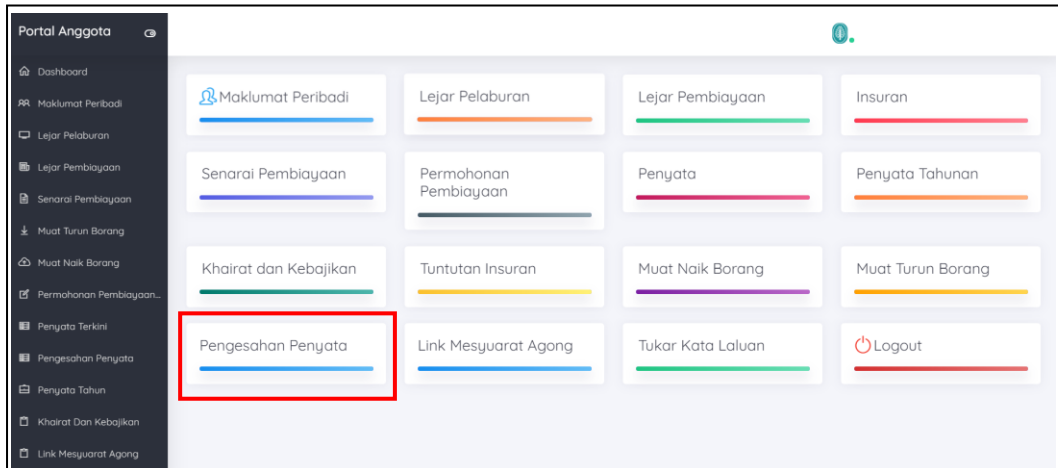 Portal Anggota
Dashboard
Maklumat Peribadi
Lejar Pelaburan
Lejar Pembiayaan
Senarai Pembiayaan
Muat Turun Borang
Muat Naik Borang
Permohonan Pembiayaan...
Penyata Terkini
Pengesahan Penyata
Penyata Tahun
Khairat Dan Kebajikan
Link Mesyuarat Agong
Maklumat Peribadi
Lejar Pelaburan
Lejar Pembiayaan
Insuran
Senarai Pembiayaan
Permohonan
Pembiayaan
Penyata
Penyata Tahunan
Khairat dan Kebajikan
Tuntutan Insuran
Muat Naik Borang
Muat Turun Borang
Pengesahan Penyata
Link Mesyuarat Agong
Tukar Kata Laluan
Logout